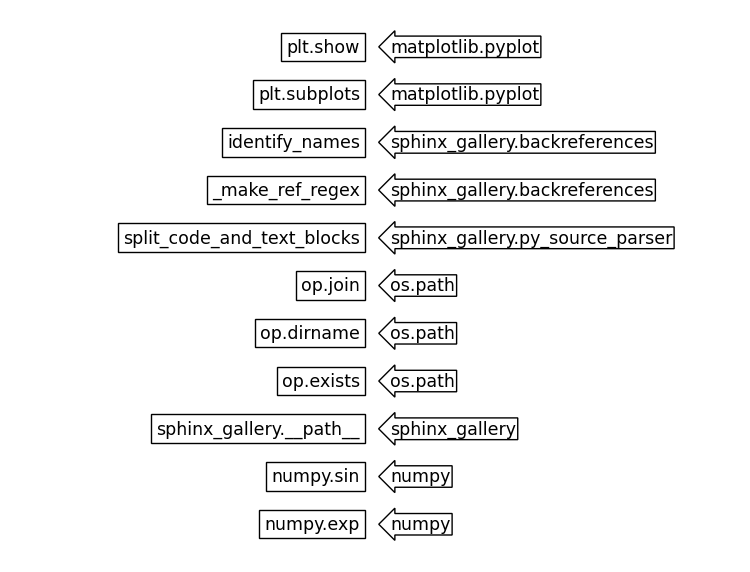 plt.show matplotlib.pyplot
plt.subplots matplotlib.pyplot
identify_names sphinx_gallery.backreferences
_make_ref_regex sphinx_gallery.backreferences
split_code_and_text_blocks sphinx_gallery.py_source_parser
op.join os.path
op.dirname os.path
op.exists os.path
sphinx_gallery.__path__ sphinx_gallery
numpy.sin numpy
numpy.exp numpy